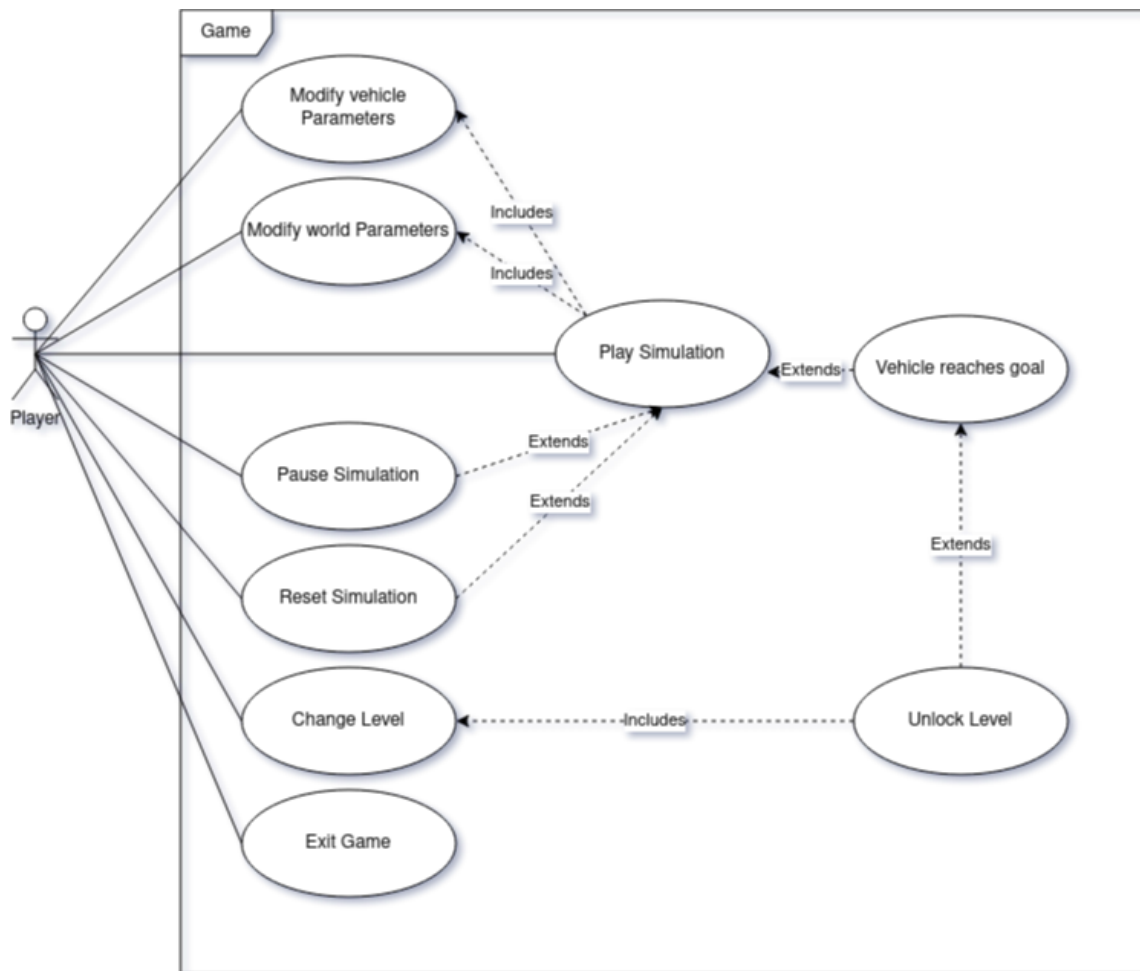 Game
Modify vehicle
Parameters
Includes
Modify world Parameters
Includes
Play Simulation
Extends
Vehicle reaches goal
Player
Extends
Pause Simulation
Extends
Extends
Reset Simulation
Change Level
Includes
Unlock Level
Exit Game